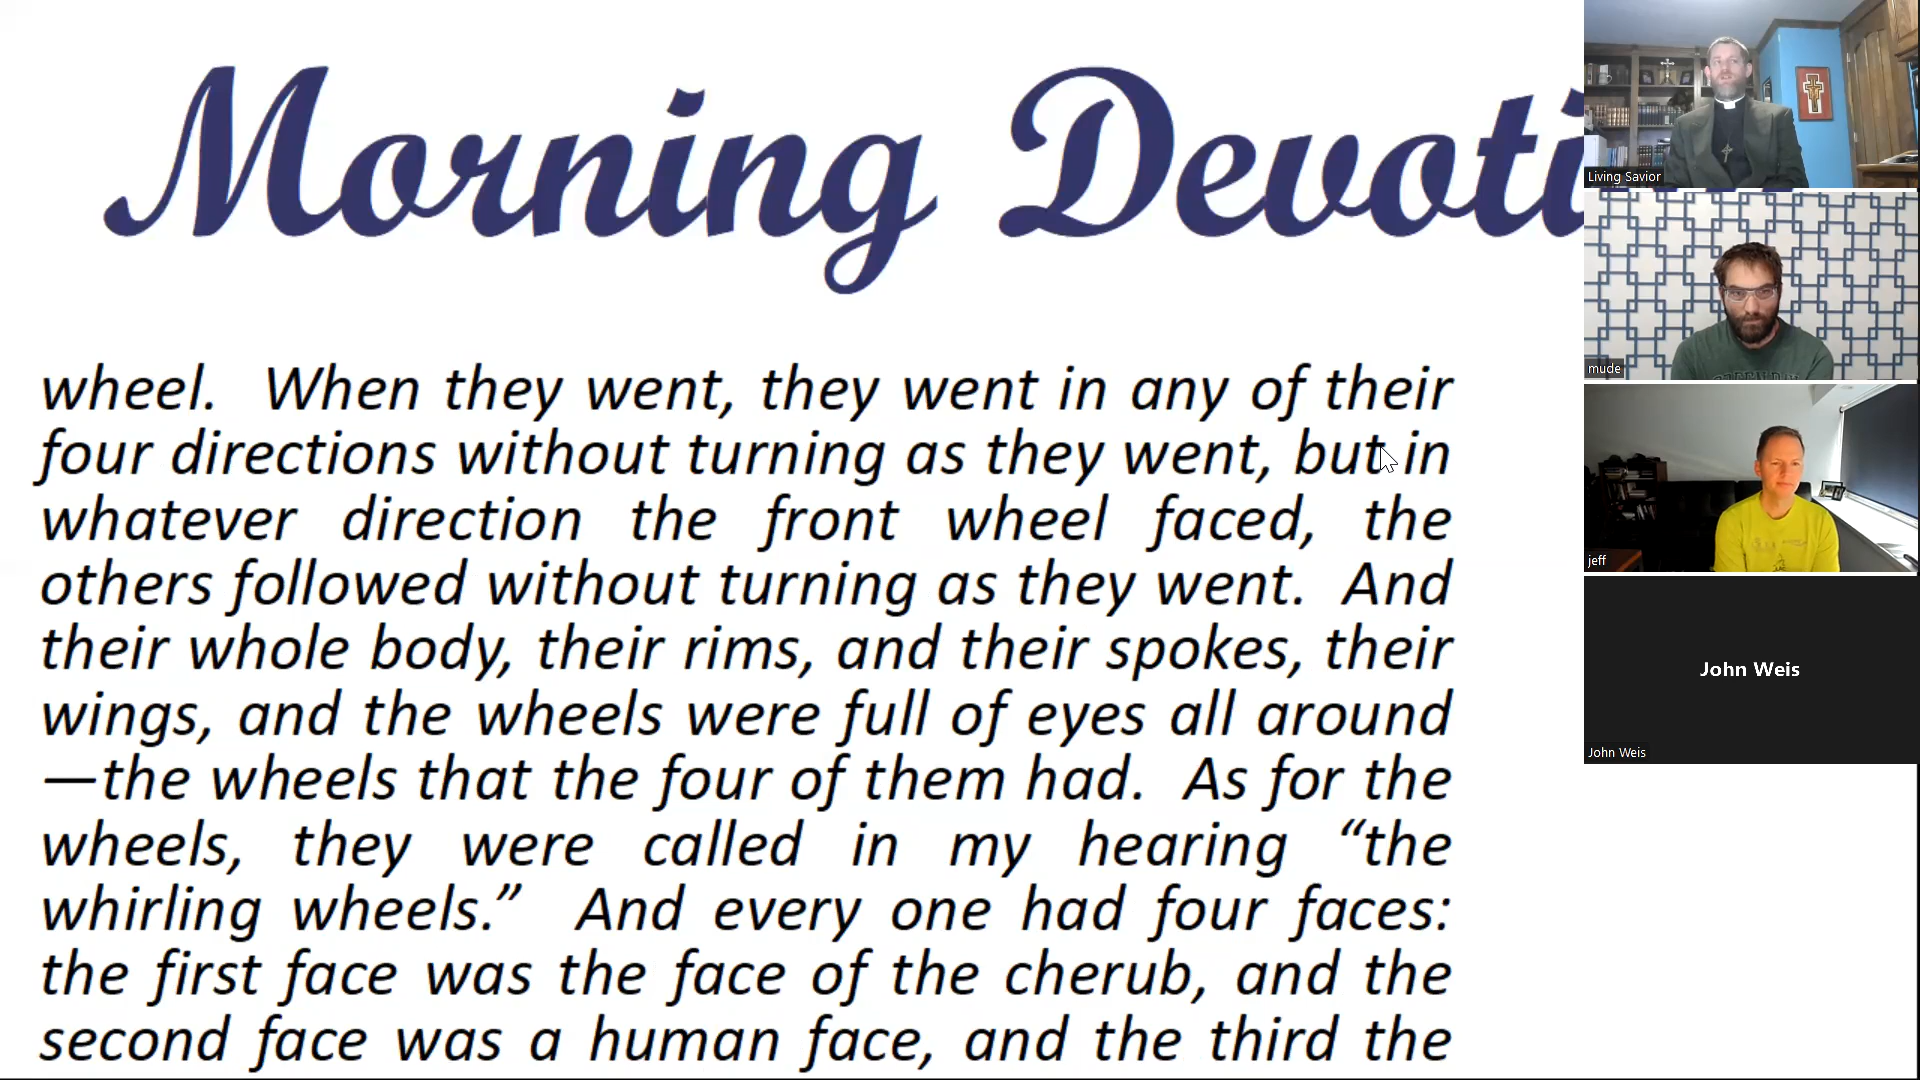 Morning Devoti
wheel. When they went, they went in any of their
four directions without turning as they went, but in
whatever direction the front wheel faced, the
others followed without turning as they went. And
their whole body, their rims, and their spokes, their
wings, and the wheels were full of eyes all around
—the wheels that the four of them had. As for the
wheels, they were called in my hearing “the
whirling wheels.” And every one had four faces:
the first face was the face of the cherub, and the
second face was a human face, and the third the
Living Savior
mude
jeff
John Weis
John Weis